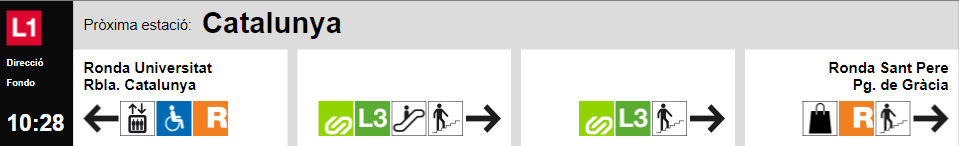 L1
Direcció
Fondo
10:28
Pròxima estació: Catalunya
Ronda Universitat
Rbla. Catalunya
R
L3
L3
Ronda Sant Pere
Pg. de Gràcia
R